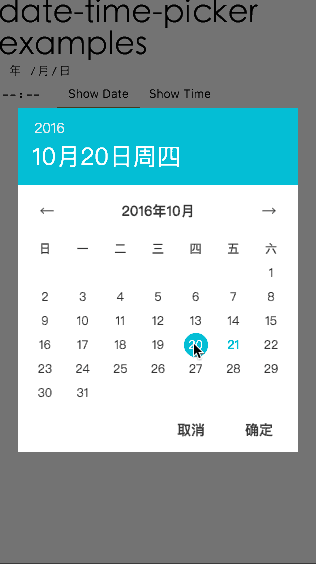 date-time-picker
examples
年 /月/日
--:-- Show Date Show Time
2016
10月20日周四
← 2016年10月 →
日 一 二 三 四 五 六
1
2 3 4 5 6 7 8
9 10 11 12 13 14 15
16 17 18 19 20 21 22
23 24 25 26 27 28 29
30 31
取消 确定